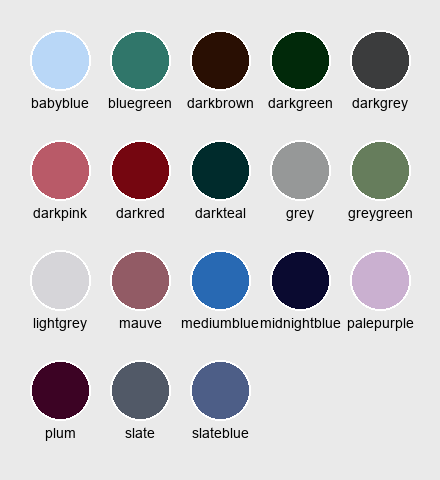 babyblue bluegreen darkbrown darkgreen darkgrey
darkpink darkred darkteal grey greygreen
lightgrey mauve mediumblue midnightblue palepurple
plum slate slateblue